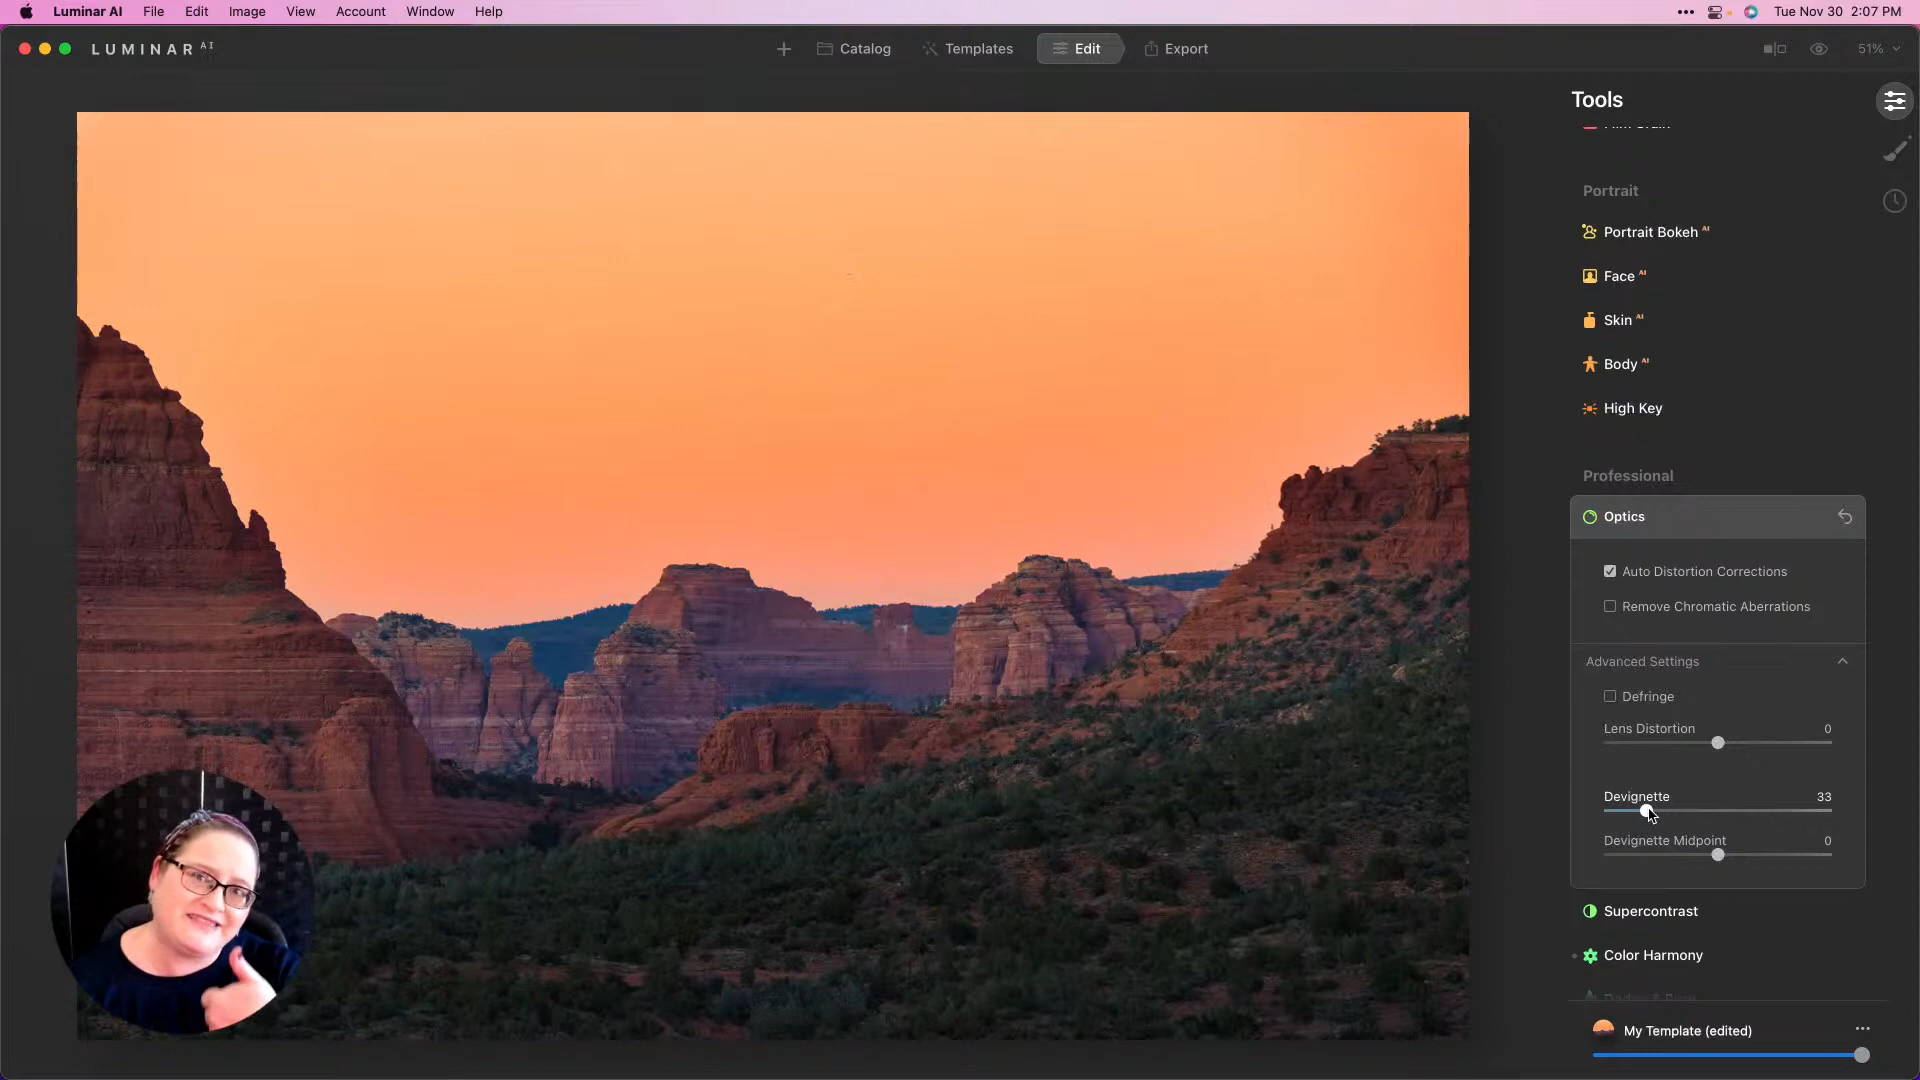 Luminar AI File Edit Image View Account Window Help
Tue Nov 30 2:07 PM
LUMINAR AI
Catalog Templates Edit Export
51%
Tools
Portrait
Portrait Bokeh AI
Face AI
Skin AI
Body AI
High Key
Professional
Optics
Auto Distortion Corrections
Remove Chromatic Aberrations
Advanced Settings
Defringe
Lens Distortion 0
Devignette 33
Devignette Midpoint 0
Supercontrast
Color Harmony
My Template (edited)